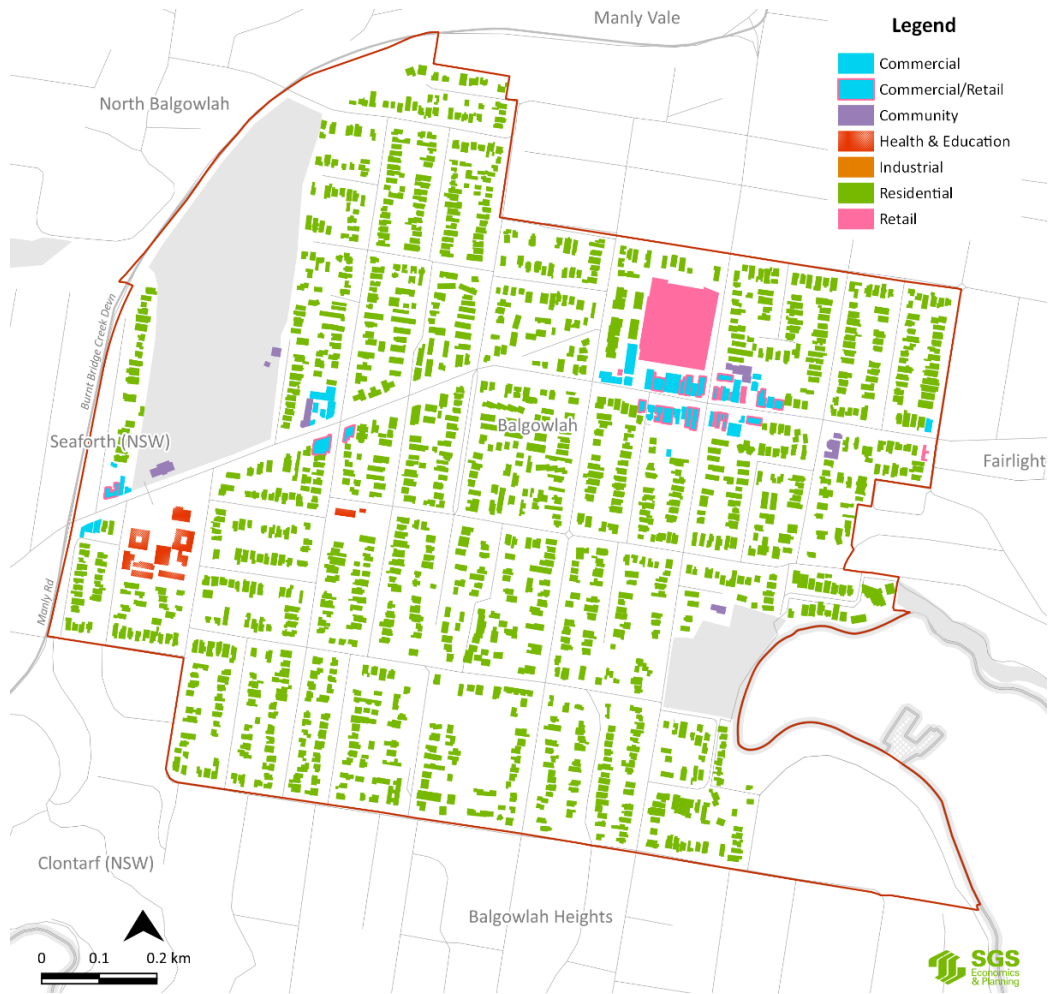 Manly Vale
Legend
Commercial
Commercial/Retail
Community
Health & Education
Industrial
Residential
Retail
North Balgowlah
Burnt Bridge Creek Devn
Seaforth (NSW)
Balgowlah
Fairlight
Manly Rd
Clontarf (NSW)
Balgowlah Heights
0 0.1 0.2 km
SGS
Economics
& Planning